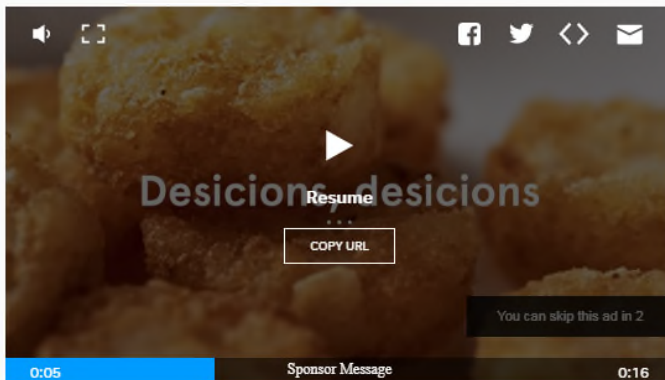 Desicions, desicions
Resume
...
COPY URL
You can skip this ad in 2
0:05
Sponsor Message
0:16